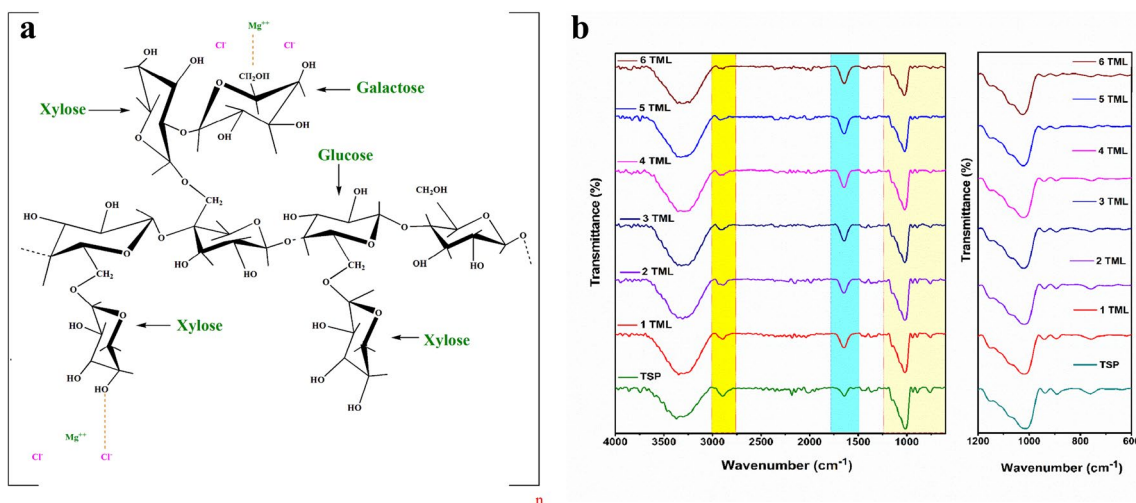 a
Mg++
Cl-
Cl-
OH
OH
CH2OH
OH
Galactose
Xylose
OH
O
O
O
OH
OH
O
Glucose
O
CH2
OH
CH2OH
OH
OH
HO
HO
O
O
O
O
O
O
O
HO
OH
OH
HO
OH
CH2
CH2
O
O
O
O
HO
Xylose
HO
Xylose
HO
HO
HO
HO
Mg++
Cl-
Cl-
n
b
6 TML
5 TML
4 TML
3 TML
2 TML
1 TML
TSP
Transmittance (%)
4000 3500 3000 2500 2000 1500 1000
Wavenumber (cm-1)
6 TML
5 TML
4 TML
3 TML
2 TML
1 TML
TSP
Transmittance (%)
1200 1000 800 600
Wavenumber (cm-1)